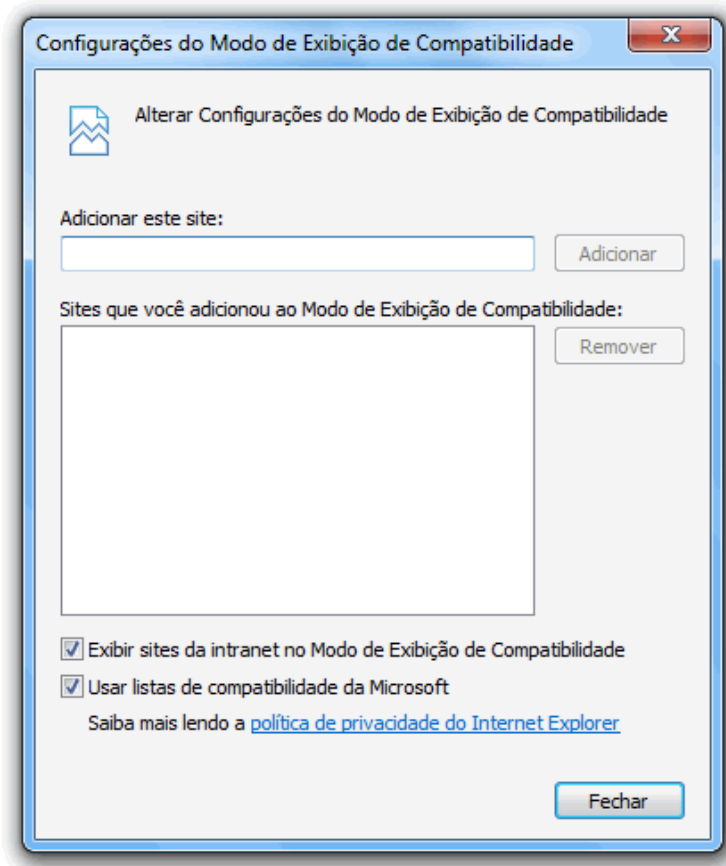 Configurações do Modo de Exibição de Compatibilidade
Alterar Configurações do Modo de Exibição de Compatibilidade
Adicionar este site:
Adicionar
Sites que você adicionou ao Modo de Exibição de Compatibilidade:
Remover
Exibir sites da intranet no Modo de Exibição de Compatibilidade
Usar listas de compatibilidade da Microsoft
Saiba mais lendo a política de privacidade do Internet Explorer
Fechar